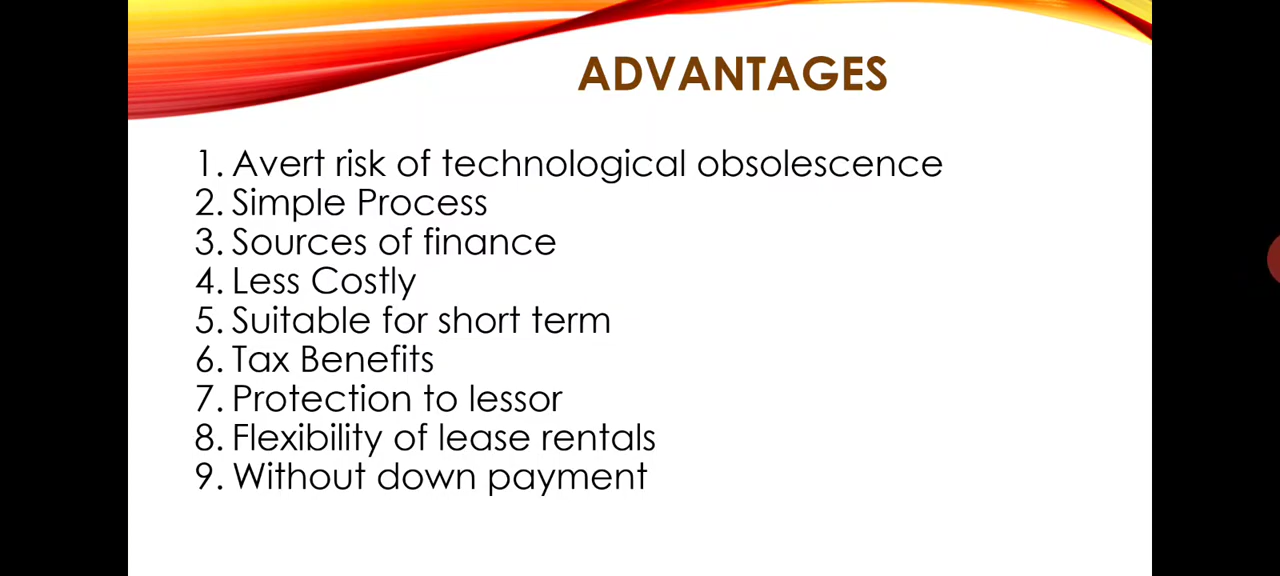 ADVANTAGES
1. Avert risk of technological obsolescence
2. Simple Process
3. Sources of finance
4. Less Costly
5. Suitable for short term
6. Tax Benefits
7. Protection to lessor
8. Flexibility of lease rentals
9. Without down payment